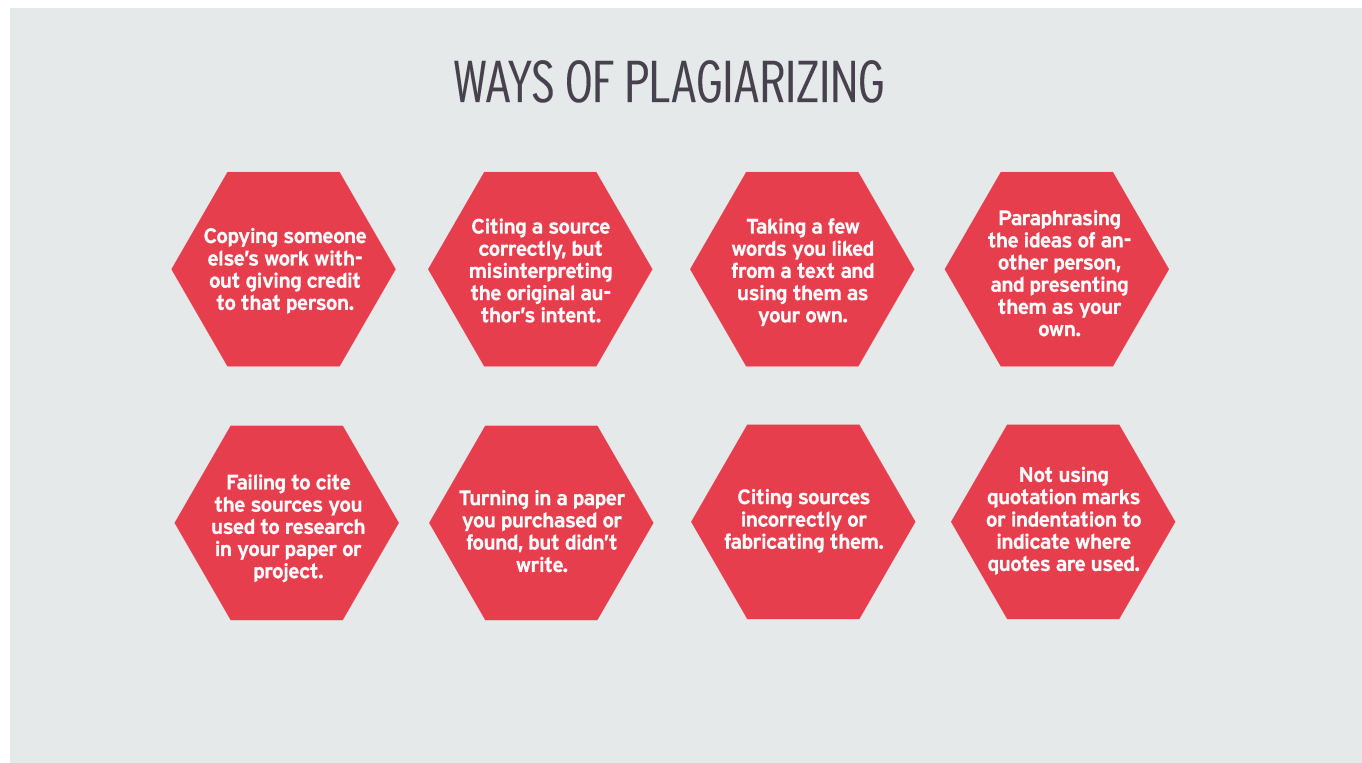 WAYS OF PLAGIARIZING
Copying someone
else's work with-
out giving credit
to that person.
Citing a source
correctly, but
misinterpreting
the original au-
thor's intent.
Taking a few
words you liked
from a text and
using them as
your own.
Paraphrasing
the ideas of an-
other person,
and presenting
them as your
own.
Failing to cite
the sources you
used to research
in your paper or
project.
Turning in a paper
you purchased or
found, but didn't
write.
Citing sources
incorrectly or
fabricating them.
Not using
quotation marks
or indentation to
indicate where
quotes are used.